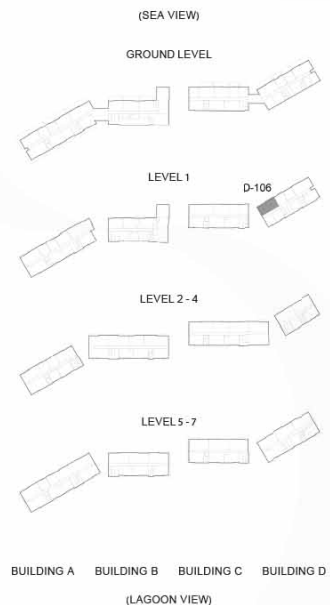 (SEA VIEW)
GROUND LEVEL
LEVEL 1
D-106
LEVEL 2 - 4
LEVEL 5 - 7
BUILDING A BUILDING B BUILDING C BUILDING D
(LAGOON VIEW)